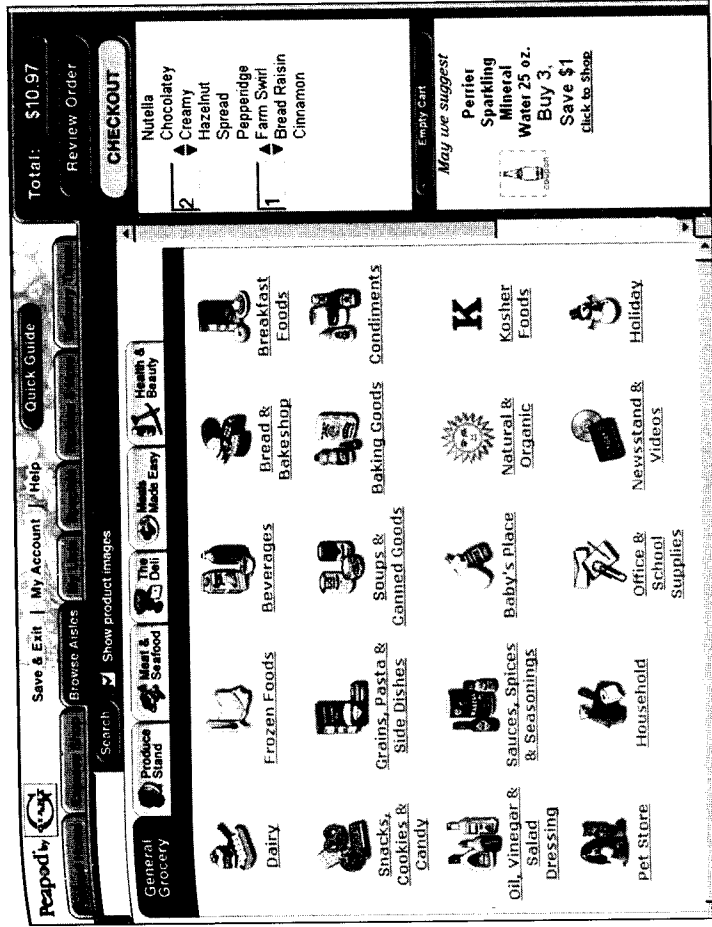 Peapod by
Save & Exit | My Account | Help
Quick Guide
Total: $10.97
Review Order
Browse Aisles
Search
Show product images
CHECKOUT
General
Grocery
Produce
Stand
Meat &
Seafood
The
Deli
Meals
Made Easy
Health &
Beauty
Dairy
Frozen Foods
Beverages
Bread &
Bakeshop
Breakfast
Foods
Snacks,
Cookies &
Candy
Grains, Pasta &
Side Dishes
Soups &
Canned Goods
Baking Goods
Condiments
Oil, Vinegar &
Salad
Dressing
Sauces, Spices
& Seasonings
Baby's Place
Natural &
Organic
K
Kosher
Foods
Pet Store
Household
Office &
School
Supplies
Newsstand &
Videos
Holiday
2
Nutella
Chocolatey
Creamy
Hazelnut
Spread
1
Pepperidge
Farm Swirl
Bread Raisin
Cinnamon
Empty Cart
May we suggest
coupon
Perrier
Sparkling
Mineral
Water 25 oz.
Buy 3,
Save $1
Click to Shop